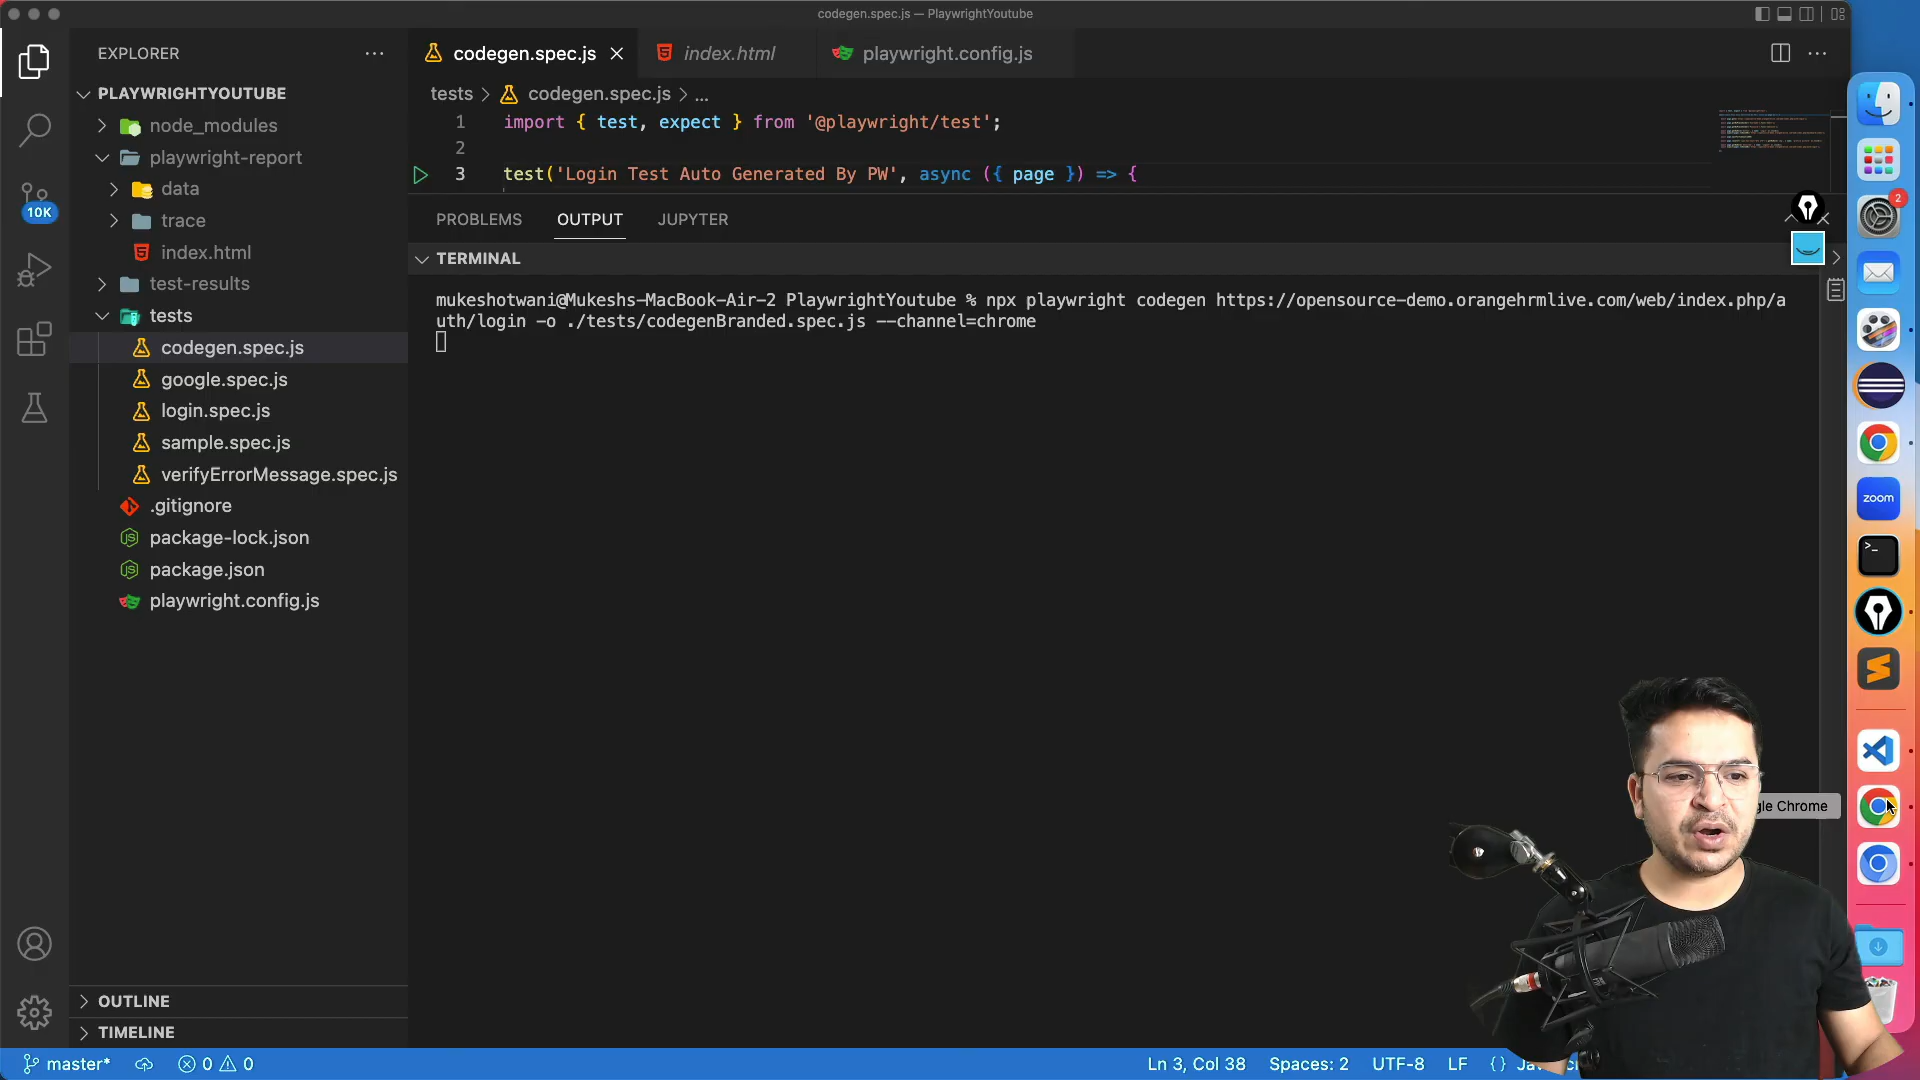 codegen.spec.js — PlaywrightYoutube
EXPLORER
codegen.spec.js
index.html
playwright.config.js
PLAYWRIGHTYOUTUBE
node_modules
playwright-report
data
trace
index.html
test-results
tests
codegen.spec.js
google.spec.js
login.spec.js
sample.spec.js
verifyErrorMessage.spec.js
.gitignore
package-lock.json
package.json
playwright.config.js
OUTLINE
TIMELINE
10K
tests > codegen.spec.js > ...
1 import { test, expect } from '@playwright/test';
2
3 test('Login Test Auto Generated By PW', async ({ page }) => {
PROBLEMS OUTPUT JUPYTER
TERMINAL
mukeshotwani@Mukeshs-MacBook-Air-2 PlaywrightYoutube % npx playwright codegen https://opensource-demo.orangehrmlive.com/web/index.php/a
uth/login -o ./tests/codegenBranded.spec.js --channel=chrome
2
zoom
gle Chrome
master* 0 0
Ln 3, Col 38 Spaces: 2 UTF-8 LF {}